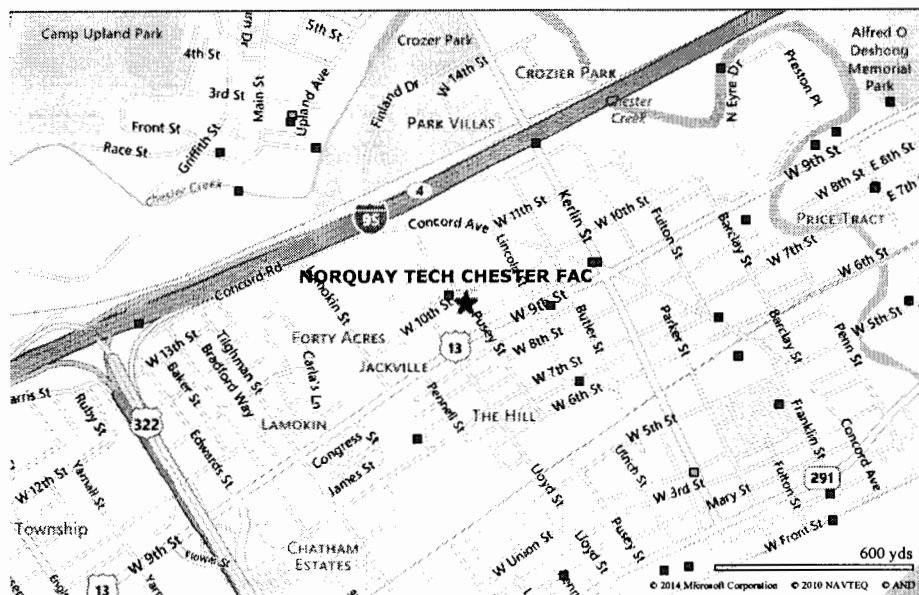 Camp Upland Park
5th St
4th St
3rd St
Main St
Upland Ave
Front St
Race St
Griffith St
Chester Creek
Crozer Park
Finland Dr
W 14th St
CROZIER PARK
PARK VILLAS
Chester
Creek
N Eyre Dr
Preston Pl
Alfred O
Deshong
Memorial
Park
W 9th St
W 8th St
E 8th St
E 7th
PRICE TRACT
4
95
Concord Ave
W 11th St
Kerlin St
W 10th St
Fulton St
Barclay St
W 7th St
W 6th St
Concord Rd
NORQUAY TECH CHESTER FAC
Lincoln St
W 10th St
Pusey St
W 9th St
Butler St
Parker St
Barclay St
Penn St
W 5th St
W 13th St
Tilghman St
Bradford Way
Baker St
FORTY ACRES
Carla's Ln
13
W 8th St
JACKVILLE
W 7th St
W 6th St
THE HILL
Pennell St
Ruby St
322
Edwards St
LAMOKIN
Congress St
James St
W 5th St
Franklin St
Concord Ave
W 12th St
Yarnall St
Lloyd St
Ulrich St
W 3rd St
Mary St
Fulton St
291
Township
W 9th St
Flower St
CHATHAM
ESTATES
W Union St
Lloyd St
Pusey St
W Front St
13
600 yds
© 2014 Microsoft Corporation © 2010 NAVTEQ © AND